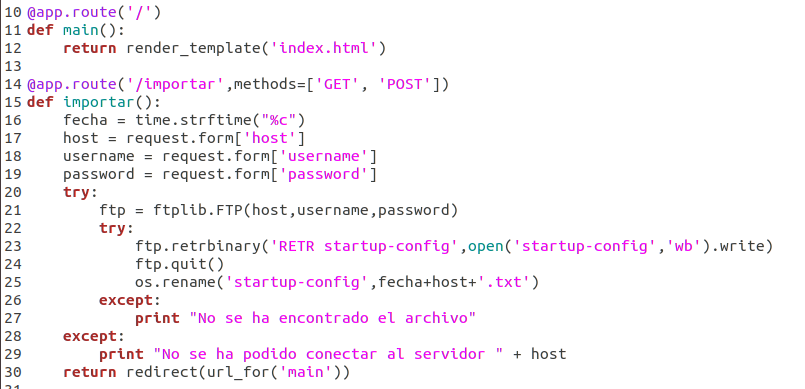 10 @app.route('/')
11 def main():
12     return render_template('index.html')
13
14 @app.route('/importar',methods=['GET', 'POST'])
15 def importar():
16     fecha = time.strftime("%c")
17     host = request.form['host']
18     username = request.form['username']
19     password = request.form['password']
20     try:
21         ftp = ftplib.FTP(host,username,password)
22         try:
23             ftp.retrbinary('RETR startup-config',open('startup-config','wb').write)
24             ftp.quit()
25             os.rename('startup-config',fecha+host+'.txt')
26         except:
27             print "No se ha encontrado el archivo"
28     except:
29         print "No se ha podido conectar al servidor " + host
30     return redirect(url_for('main'))